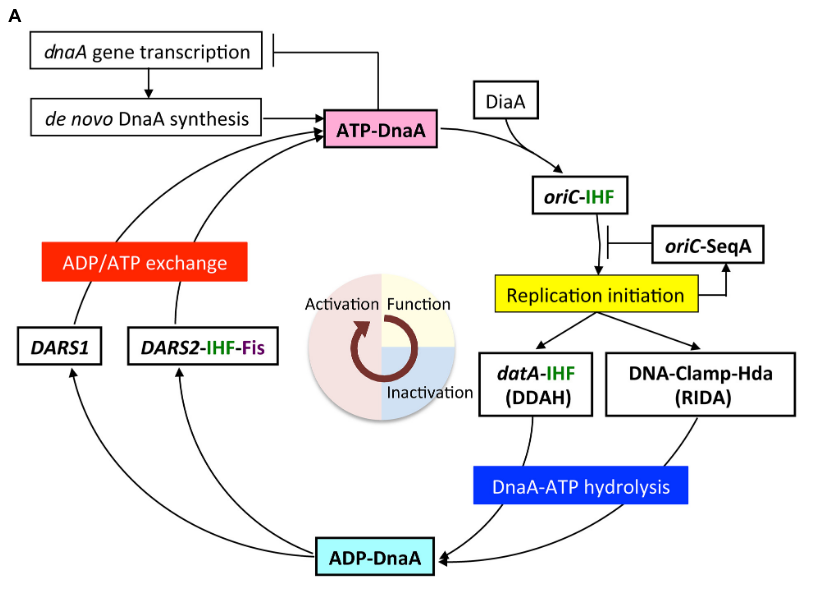 A
dnaA gene transcription
de novo DnaA synthesis
ATP-DnaA
DiaA
oriC-IHF
oriC-SeqA
ADP/ATP exchange
Replication initiation
Activation
Function
Inactivation
DARS1
DARS2-IHF-Fis
datA-IHF
(DDAH)
DNA-Clamp-Hda
(RIDA)
DnaA-ATP hydrolysis
ADP-DnaA